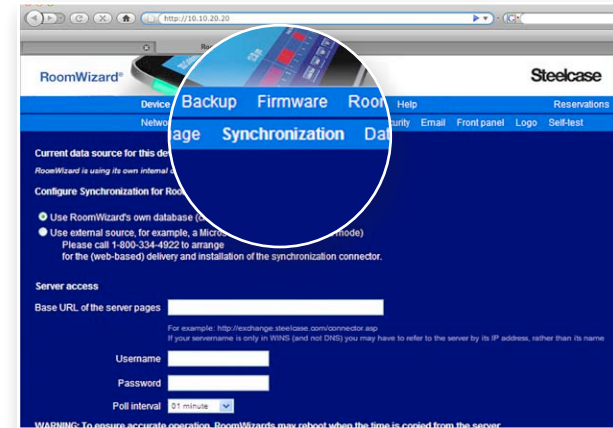 http://10.10.20.20
RoomWizard®
Steelcase
Device
Backup Firmware Room
Help
Reservations
Netwo
age Synchronization Dat
urity Email Front panel Logo Self-test
Current data source for this de
RoomWizard is using its own internal d
Configure Synchronization for Roo
Use RoomWizard's own database (c
Use external source, for example, a Micros mode)
Please call 1-800-334-4922 to arrange
for the (web-based) delivery and installation of the synchronization connector.
Server access
Base URL of the server pages
For example: http://exchange.steelcase.com/connector.asp
If your servername is only in WINS (and not DNS) you may have to refer to the server by its IP address, rather than its name
Username
Password
Poll interval 01 minute
WARNING: To ensure accurate operation, RoomWizards may reboot when the time is copied from the server.